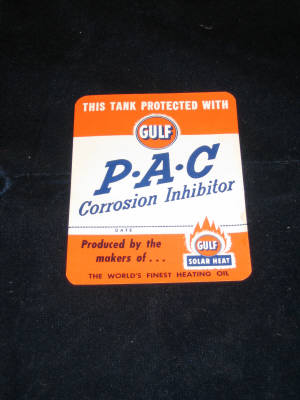 THIS TANK PROTECTED WITH
GULF
P·A·C
Corrosion Inhibitor
DATE
Produced by the
makers of...
GULF
SOLAR HEAT
THE WORLD'S FINEST HEATING OIL